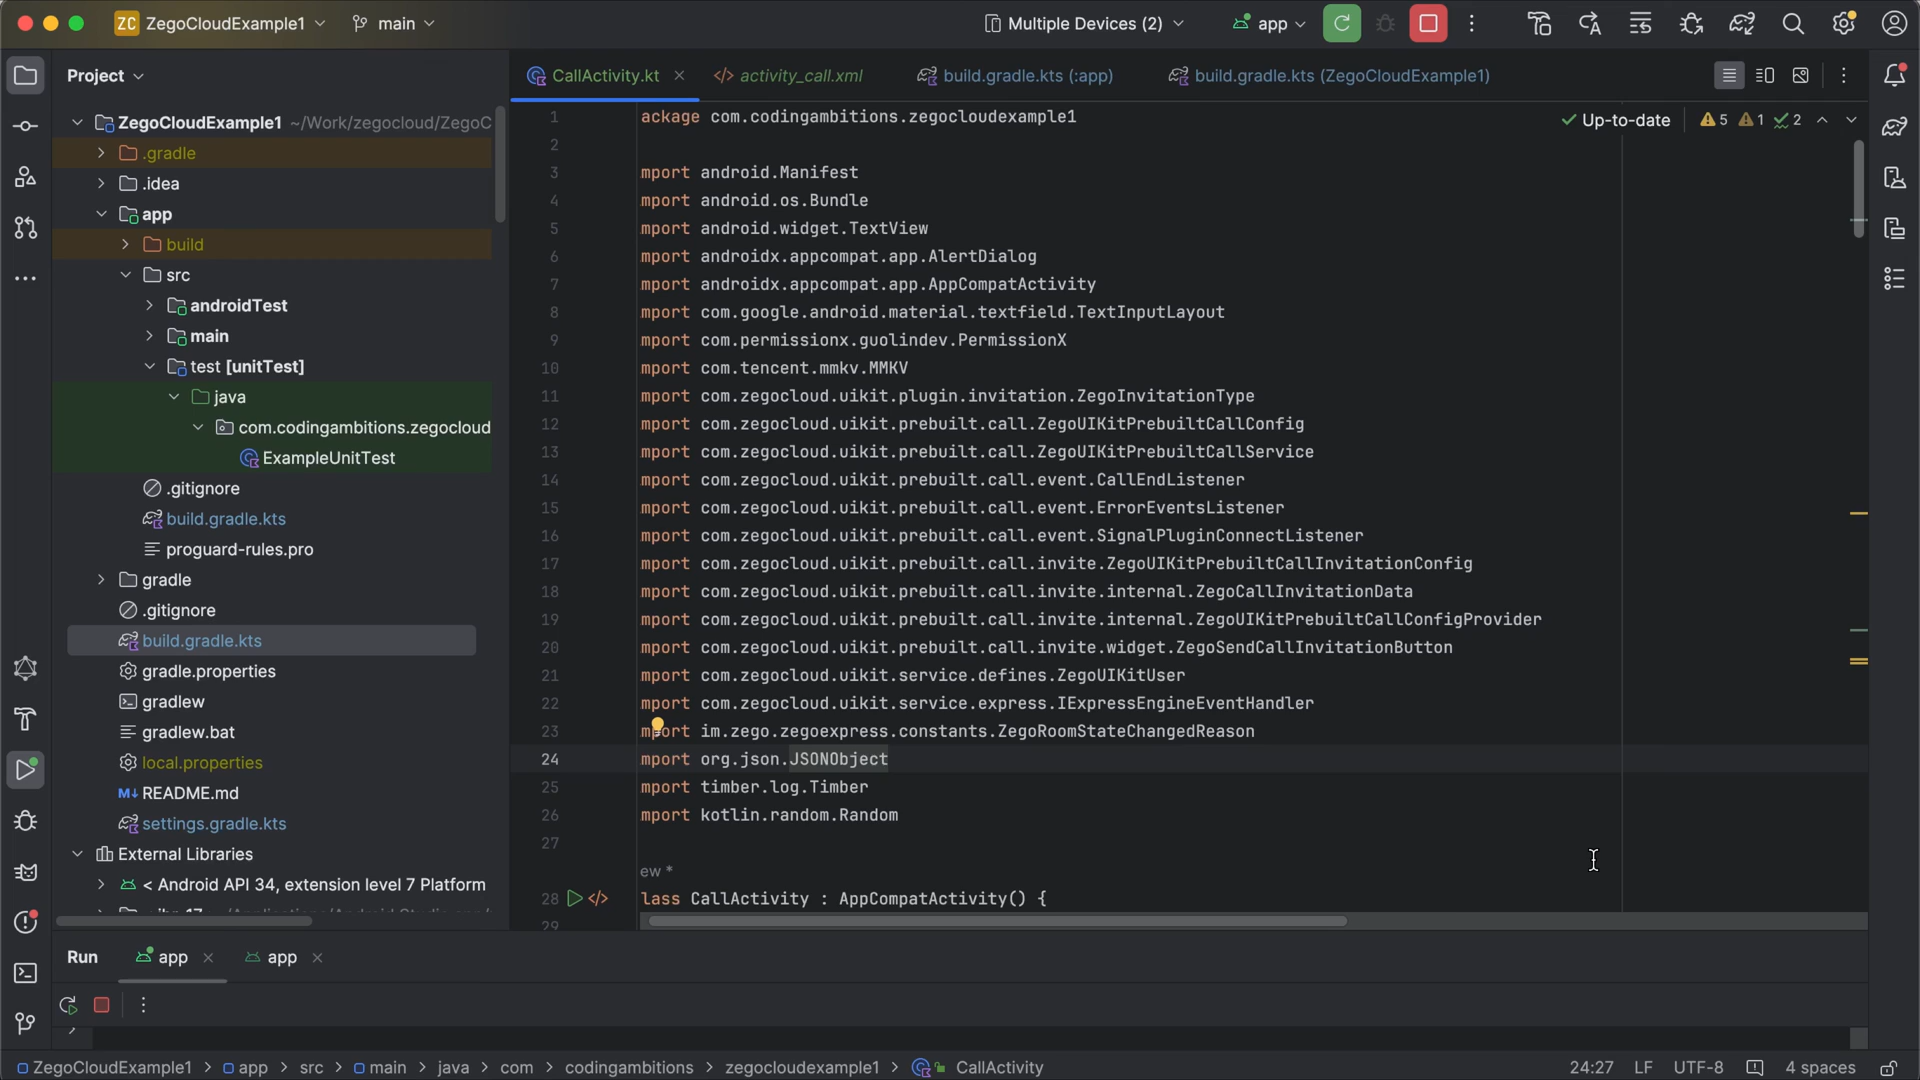 ZC ZegoCloudExample1 main Multiple Devices (2) app
Project
ZegoCloudExample1 ~/Work/zegocloud/ZegoC
.gradle
.idea
app
build
src
androidTest
main
test [unitTest]
java
com.codingambitions.zegocloud
ExampleUnitTest
.gitignore
build.gradle.kts
proguard-rules.pro
gradle
.gitignore
build.gradle.kts
gradle.properties
gradlew
gradlew.bat
local.properties
M↓ README.md
settings.gradle.kts
External Libraries
< Android API 34, extension level 7 Platform
CallActivity.kt activity_call.xml build.gradle.kts (:app) build.gradle.kts (ZegoCloudExample1)
Up-to-date 5 1 2
1 ackage com.codingambitions.zegocloudexample1
2
3 mport android.Manifest
4 mport android.os.Bundle
5 mport android.widget.TextView
6 mport androidx.appcompat.app.AlertDialog
7 mport androidx.appcompat.app.AppCompatActivity
8 mport com.google.android.material.textfield.TextInputLayout
9 mport com.permissionx.guolindev.PermissionX
10 mport com.tencent.mmkv.MMKV
11 mport com.zegocloud.uikit.plugin.invitation.ZegoInvitationType
12 mport com.zegocloud.uikit.prebuilt.call.ZegoUIKitPrebuiltCallConfig
13 mport com.zegocloud.uikit.prebuilt.call.ZegoUIKitPrebuiltCallService
14 mport com.zegocloud.uikit.prebuilt.call.event.CallEndListener
15 mport com.zegocloud.uikit.prebuilt.call.event.ErrorEventsListener
16 mport com.zegocloud.uikit.prebuilt.call.event.SignalPluginConnectListener
17 mport com.zegocloud.uikit.prebuilt.call.invite.ZegoUIKitPrebuiltCallInvitationConfig
18 mport com.zegocloud.uikit.prebuilt.call.invite.internal.ZegoCallInvitationData
19 mport com.zegocloud.uikit.prebuilt.call.invite.internal.ZegoUIKitPrebuiltCallConfigProvider
20 mport com.zegocloud.uikit.prebuilt.call.invite.widget.ZegoSendCallInvitationButton
21 mport com.zegocloud.uikit.service.defines.ZegoUIKitUser
22 mport com.zegocloud.uikit.service.express.IExpressEngineEventHandler
23 mport im.zego.zegoexpress.constants.ZegoRoomStateChangedReason
24 mport org.json.JSONObject
25 mport timber.log.Timber
26 mport kotlin.random.Random
27
ew *
28 lass CallActivity : AppCompatActivity() {
29
Run app app
ZegoCloudExample1 > app > src > main > java > com > codingambitions > zegocloudexample1 > CallActivity 24:27 LF UTF-8 4 spaces